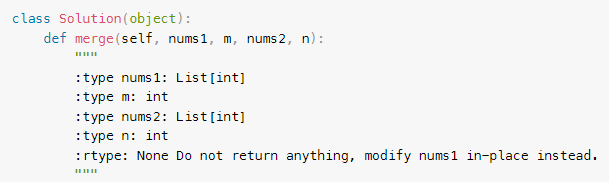 class Solution(object):
    def merge(self, nums1, m, nums2, n):
        """
        :type nums1: List[int]
        :type m: int
        :type nums2: List[int]
        :type n: int
        :rtype: None Do not return anything, modify nums1 in-place instead.
        """